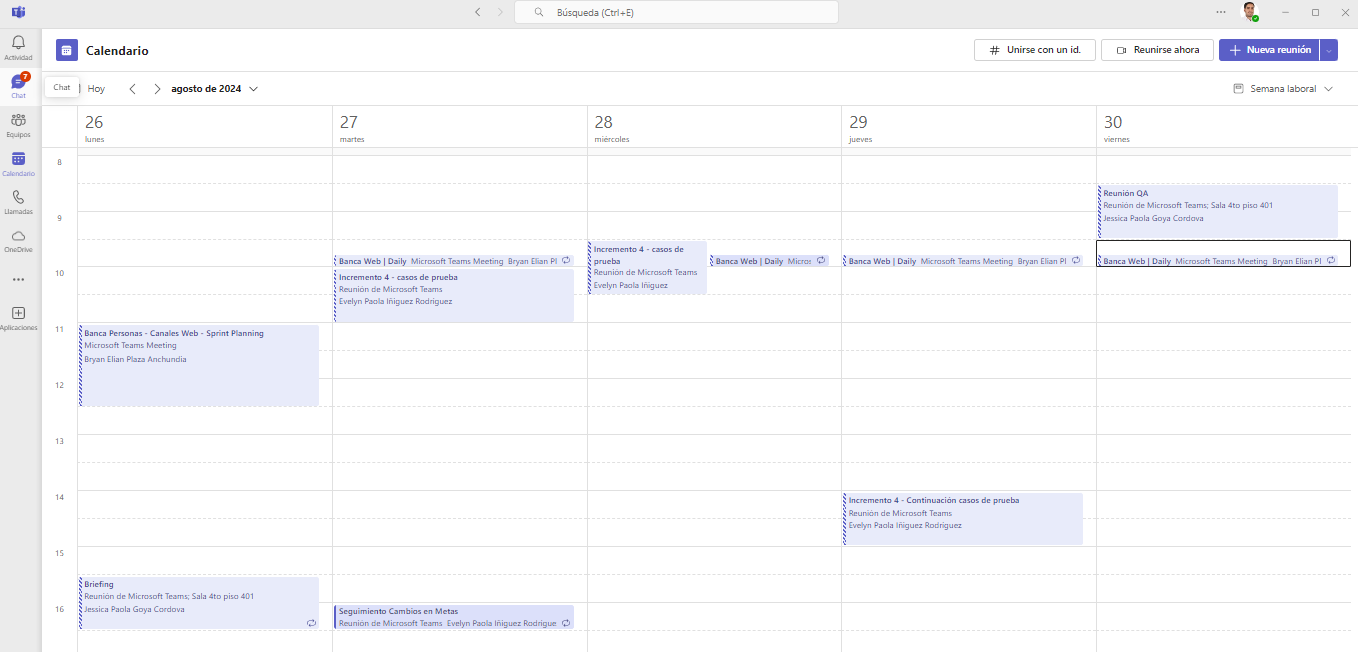 Búsqueda (Ctrl+E)
Actividad
7
Chat
Equipos
Calendario
Llamadas
OneDrive
Aplicaciones
Calendario
Unirse con un id.
Reunirse ahora
Nueva reunión
Chat
Hoy
agosto de 2024
Semana laboral
26
lunes
27
martes
28
miércoles
29
jueves
30
viernes
8
9
10
11
12
13
14
15
16
Banca Personas - Canales Web - Sprint Planning
Microsoft Teams Meeting
Bryan Elian Plaza Anchundia
Briefing
Reunión de Microsoft Teams; Sala 4to piso 401
Jessica Paola Goya Cordova
Banca Web | Daily Microsoft Teams Meeting Bryan Elian Pl
Incremento 4 - casos de prueba
Reunión de Microsoft Teams
Evelyn Paola Iñiguez Rodriguez
Seguimiento Cambios en Metas
Reunión de Microsoft Teams Evelyn Paola Iñiguez Rodrigue
Incremento 4 - casos de
prueba
Reunión de Microsoft Teams
Evelyn Paola Iñiguez
Banca Web | Daily Micros
Banca Web | Daily Microsoft Teams Meeting Bryan Elian Pl
Incremento 4 - Continuación casos de prueba
Reunión de Microsoft Teams
Evelyn Paola Iñiguez Rodriguez
Reunión QA
Reunión de Microsoft Teams; Sala 4to piso 401
Jessica Paola Goya Cordova
Banca Web | Daily Microsoft Teams Meeting Bryan Elian Pl